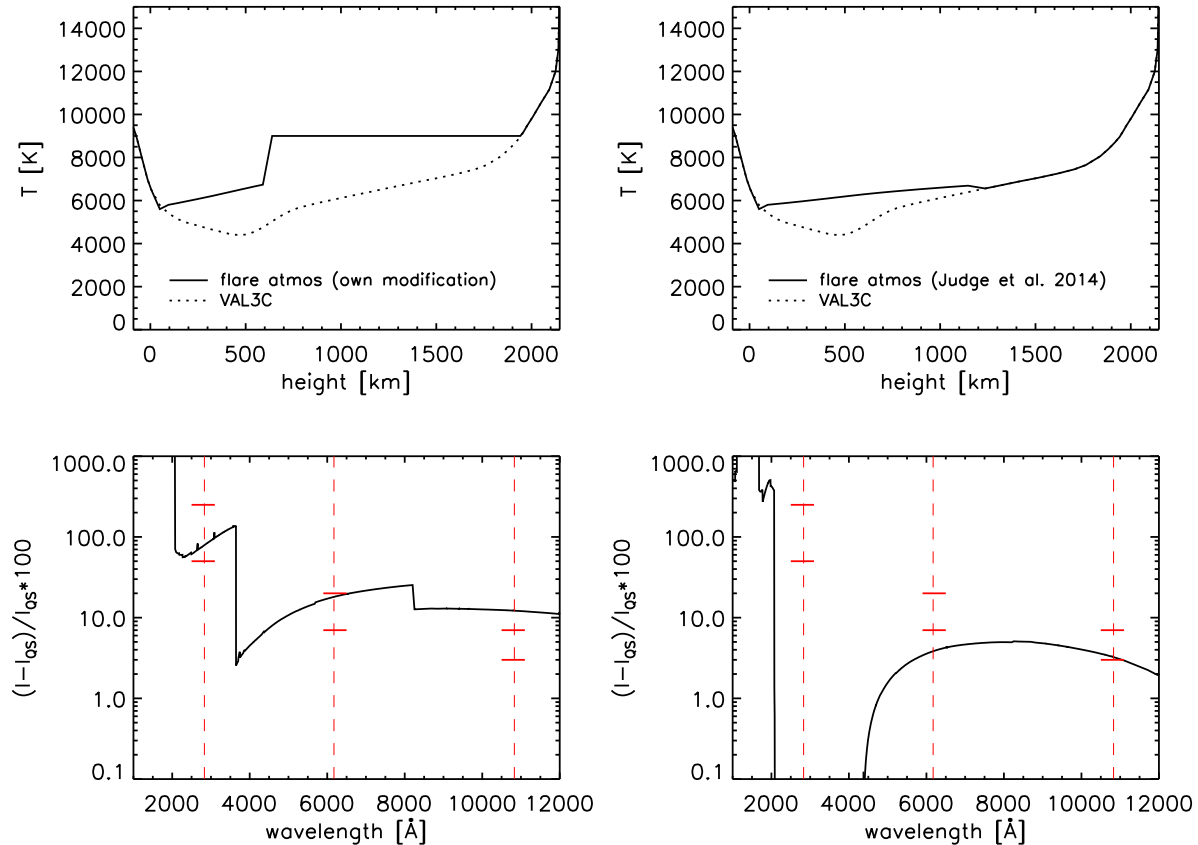 14000
12000
10000
8000
6000
4000
2000
0
T [K]
flare atmos (own modification)
VAL3C
0 500 1000 1500 2000
height [km]
14000
12000
10000
8000
6000
4000
2000
0
T [K]
flare atmos (Judge et al. 2014)
VAL3C
0 500 1000 1500 2000
height [km]
1000.0
100.0
10.0
1.0
0.1
(I-I_QS)/I_QS*100
2000 4000 6000 8000 10000 12000
wavelength [Å]
1000.0
100.0
10.0
1.0
0.1
(I-I_QS)/I_QS*100
2000 4000 6000 8000 10000 12000
wavelength [Å]